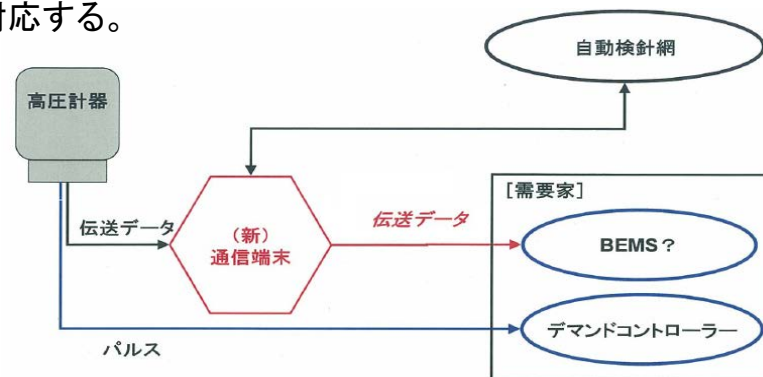 対応する。
自動検針網
高圧計器
[需要家]
伝送データ
伝送データ
(新)
通信端末
BEMS?
デマンドコントローラー
パルス